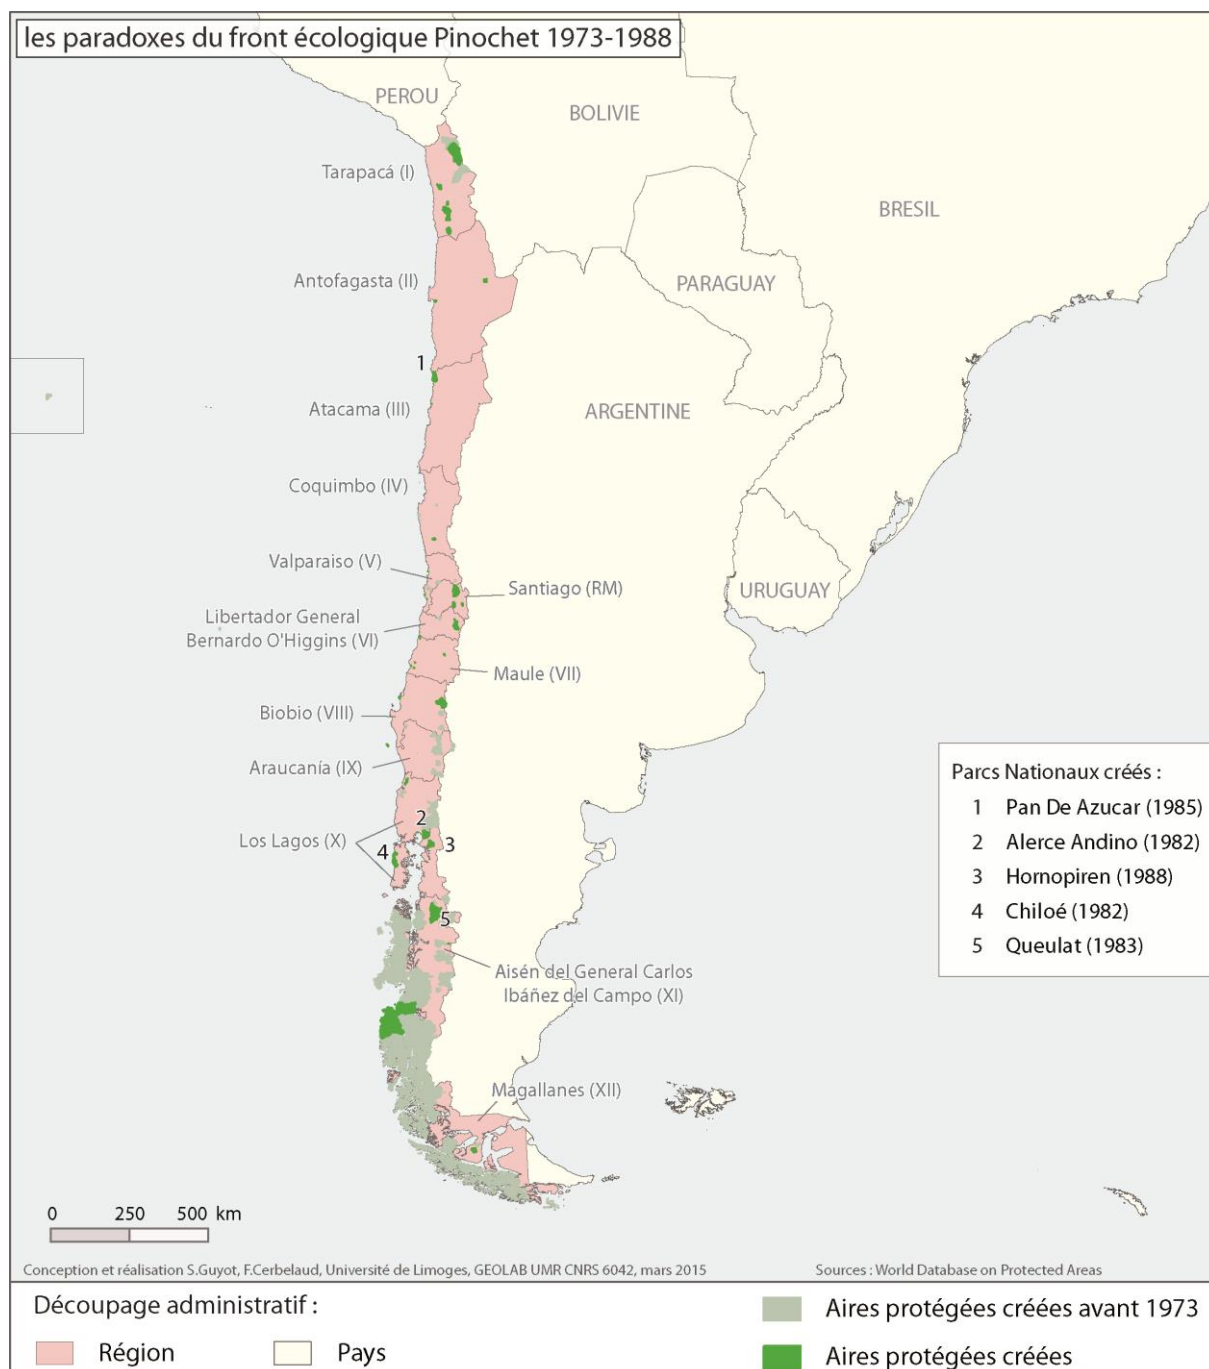 les paradoxes du front écologique Pinochet 1973-1988
PEROU
BOLIVIE
Tarapacá (I)
BRESIL
Antofagasta (II)
PARAGUAY
1
Atacama (III)
ARGENTINE
Coquimbo (IV)
Valparaiso (V)
Santiago (RM)
URUGUAY
Libertador General
Bernardo O'Higgins (VI)
Maule (VII)
Biobio (VIII)
Araucanía (IX)
2
Los Lagos (X)
3
4
5
Aisén del General Carlos
Ibáñez del Campo (XI)
Magallanes (XII)
Parcs Nationaux créés :
1 Pan De Azucar (1985)
2 Alerce Andino (1982)
3 Hornopiren (1988)
4 Chiloé (1982)
5 Queulat (1983)
0 250 500 km
Conception et réalisation S.Guyot, F.Cerbelaud, Université de Limoges, GEOLAB UMR CNRS 6042, mars 2015
Sources : World Database on Protected Areas
Découpage administratif :
Région
Pays
Aires protégées créées avant 1973
Aires protégées créées